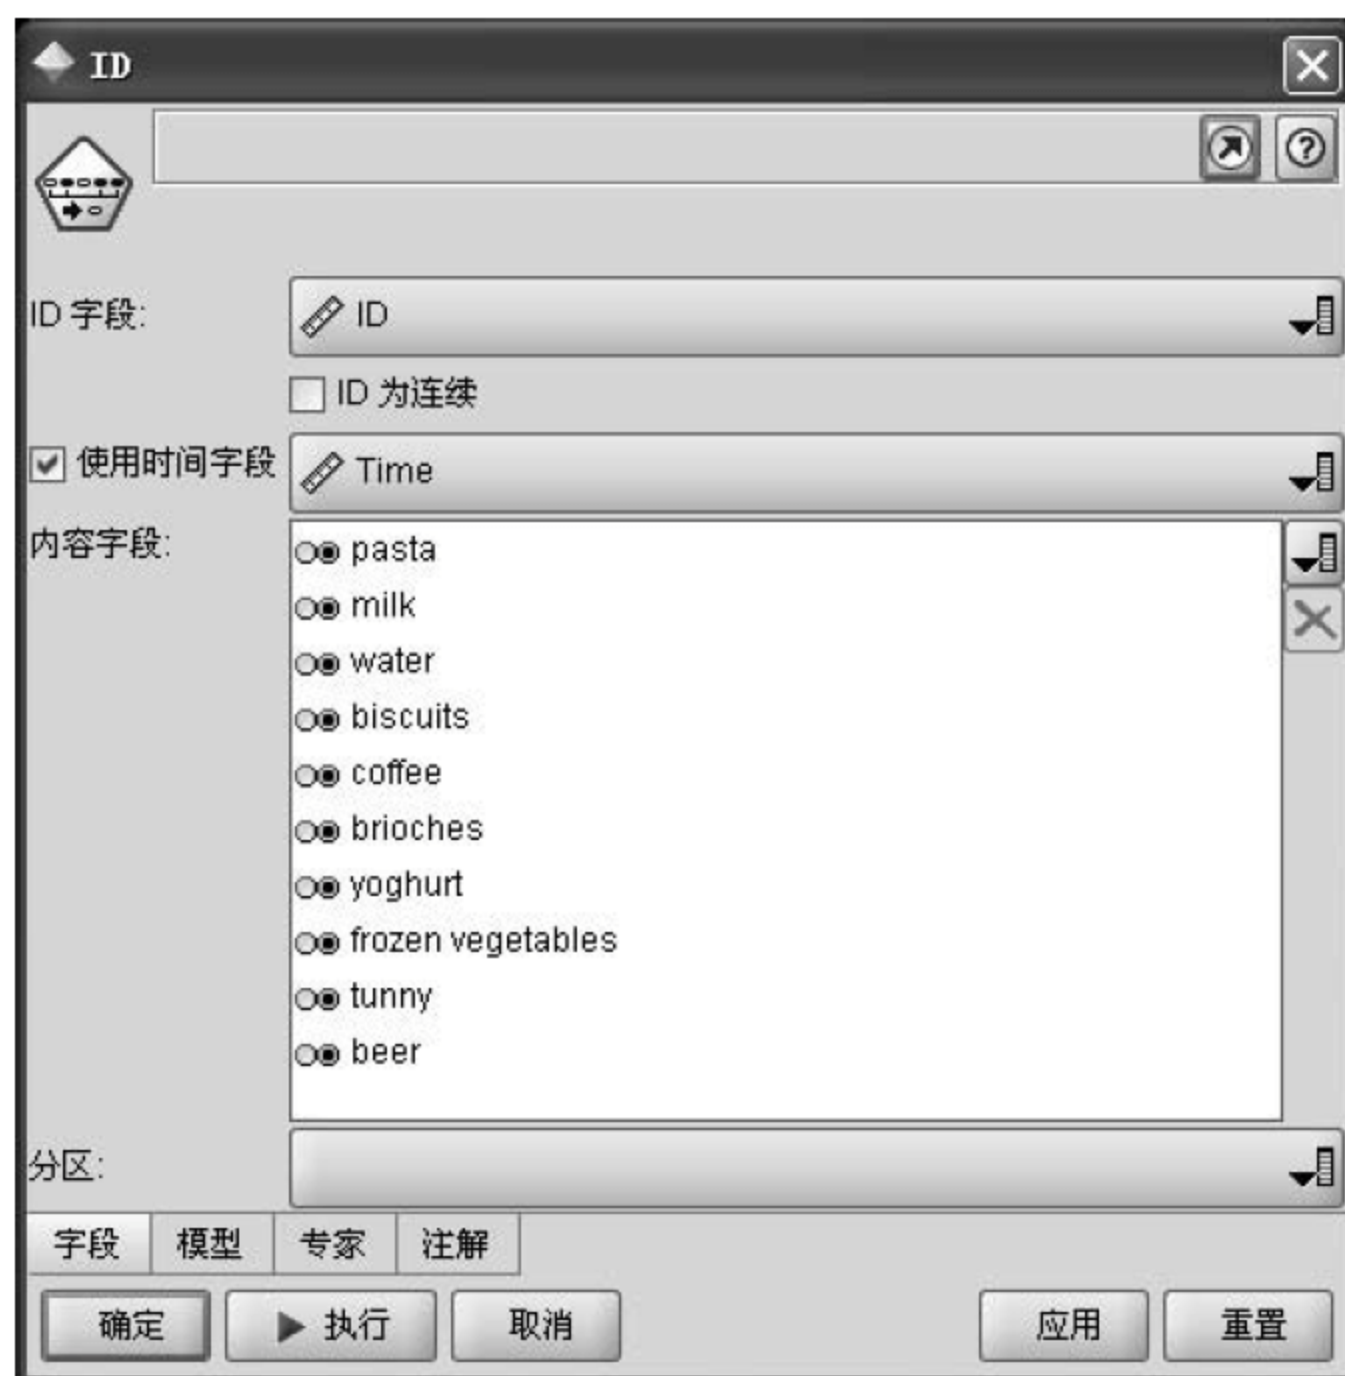 ID
ID 字段:
ID
ID 为连续
使用时间字段
Time
内容字段:
pasta
milk
water
biscuits
coffee
brioches
yoghurt
frozen vegetables
tunny
beer
分区:
字段 模型 专家 注解
确定 执行 取消 应用 重置